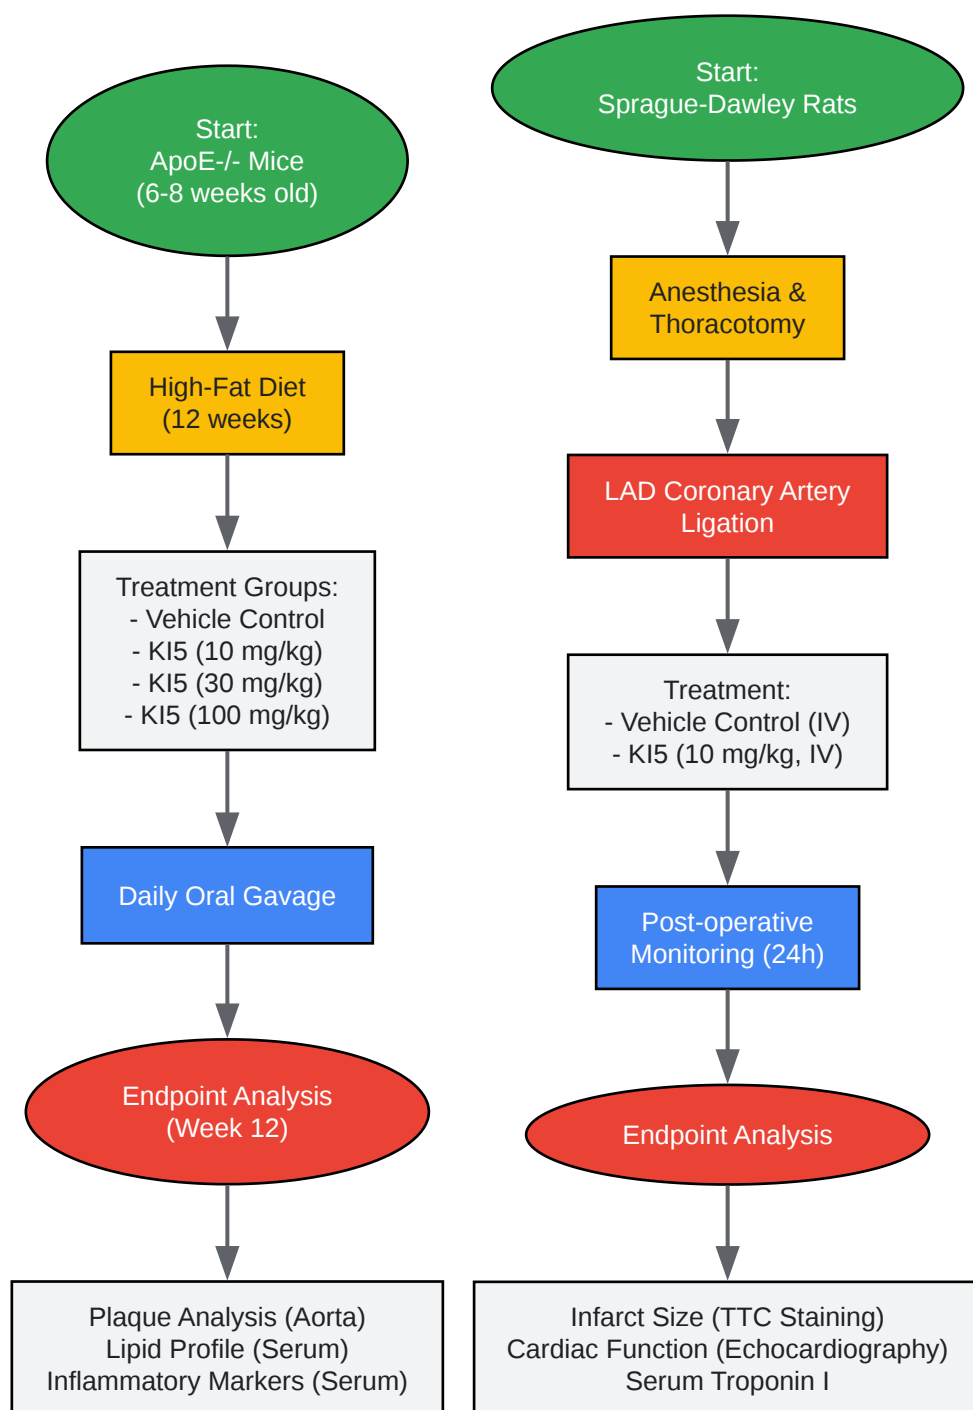 Start:
ApoE-/- Mice
(6-8 weeks old)
High-Fat Diet
(12 weeks)
Treatment Groups:
- Vehicle Control
- KI5 (10 mg/kg)
- KI5 (30 mg/kg)
- KI5 (100 mg/kg)
Daily Oral Gavage
Endpoint Analysis
(Week 12)
Plaque Analysis (Aorta)
Lipid Profile (Serum)
Inflammatory Markers (Serum)
Start:
Sprague-Dawley Rats
Anesthesia &
Thoracotomy
LAD Coronary Artery
Ligation
Treatment:
- Vehicle Control (IV)
- KI5 (10 mg/kg, IV)
Post-operative
Monitoring (24h)
Endpoint Analysis
Infarct Size (TTC Staining)
Cardiac Function (Echocardiography)
Serum Troponin I